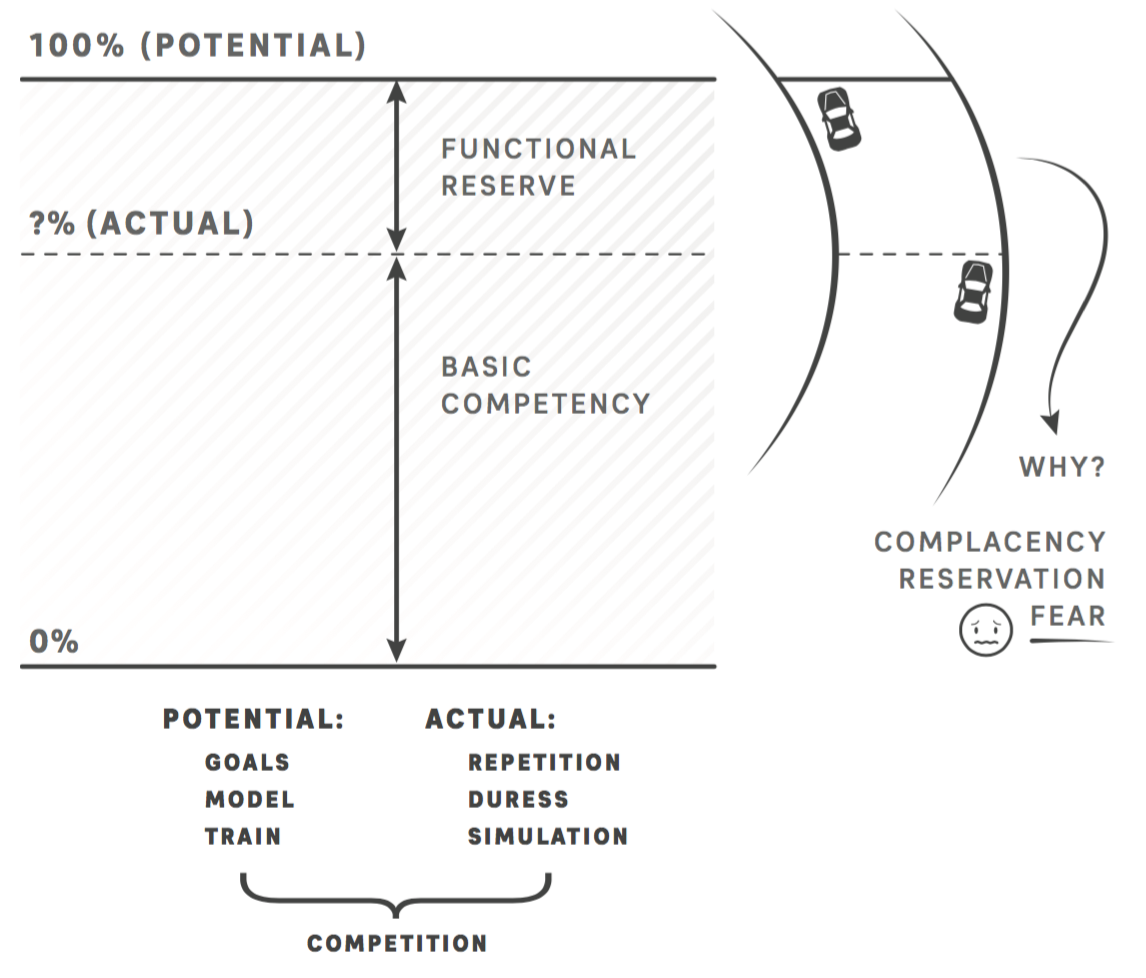 100% (POTENTIAL)
FUNCTIONAL
RESERVE
?% (ACTUAL)
BASIC
COMPETENCY
0%
WHY?
COMPLACENCY
RESERVATION
FEAR
POTENTIAL:
GOALS
MODEL
TRAIN
ACTUAL:
REPETITION
DURESS
SIMULATION
COMPETITION